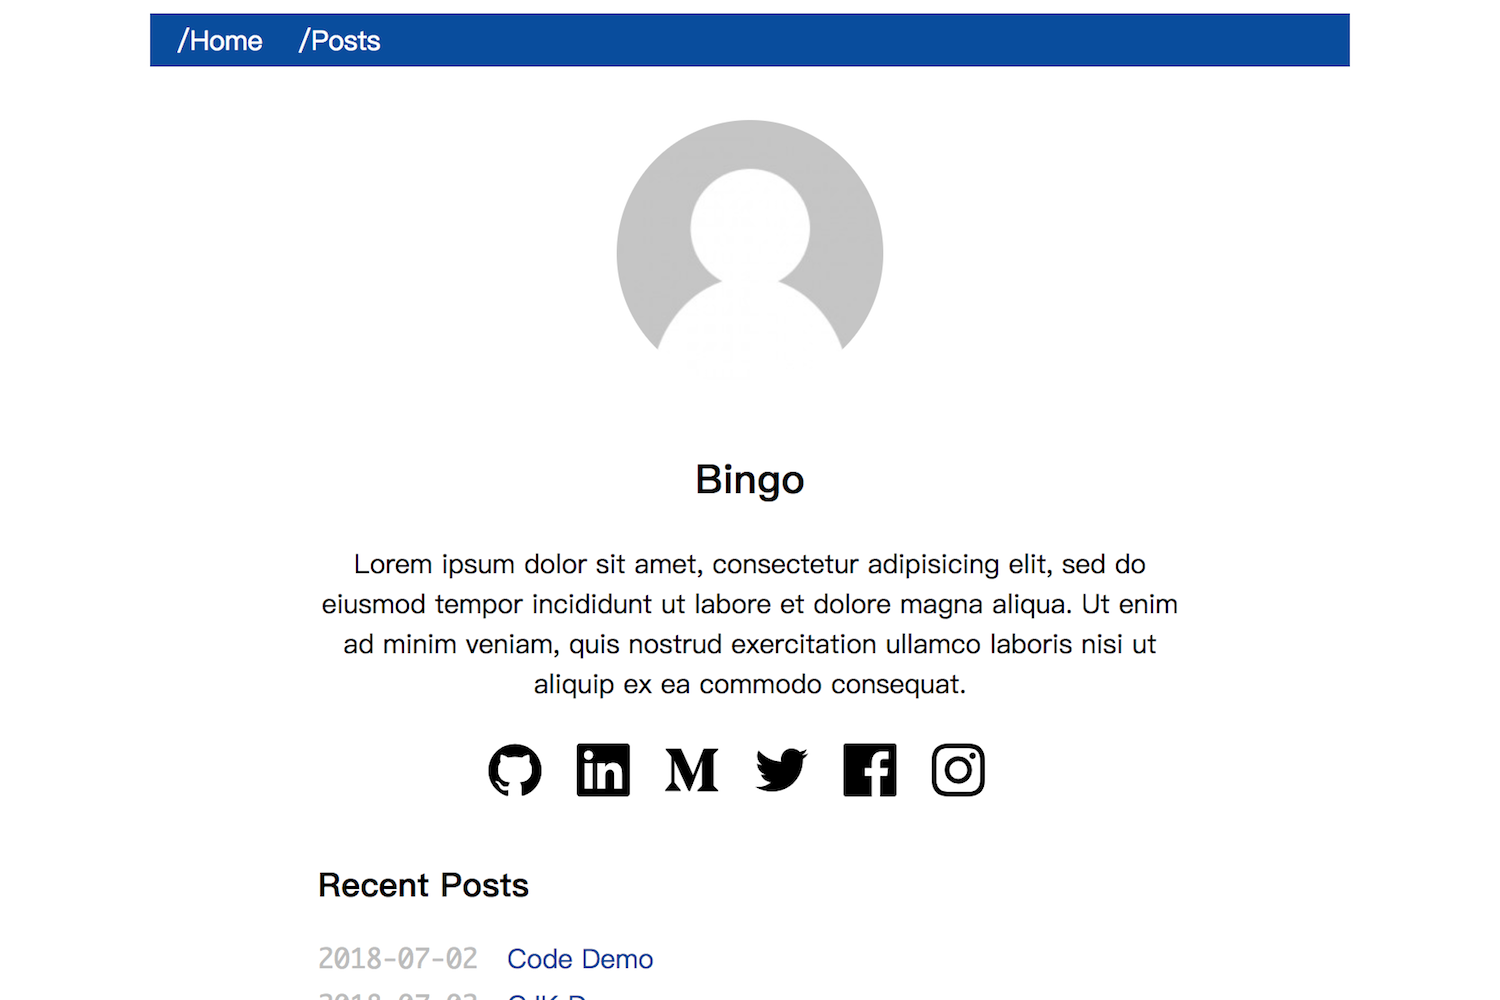 /Home /Posts
Bingo
Lorem ipsum dolor sit amet, consectetur adipisicing elit, sed do
eiusmod tempor incididunt ut labore et dolore magna aliqua. Ut enim
ad minim veniam, quis nostrud exercitation ullamco laboris nisi ut
aliquip ex ea commodo consequat.
Recent Posts
2018-07-02 Code Demo